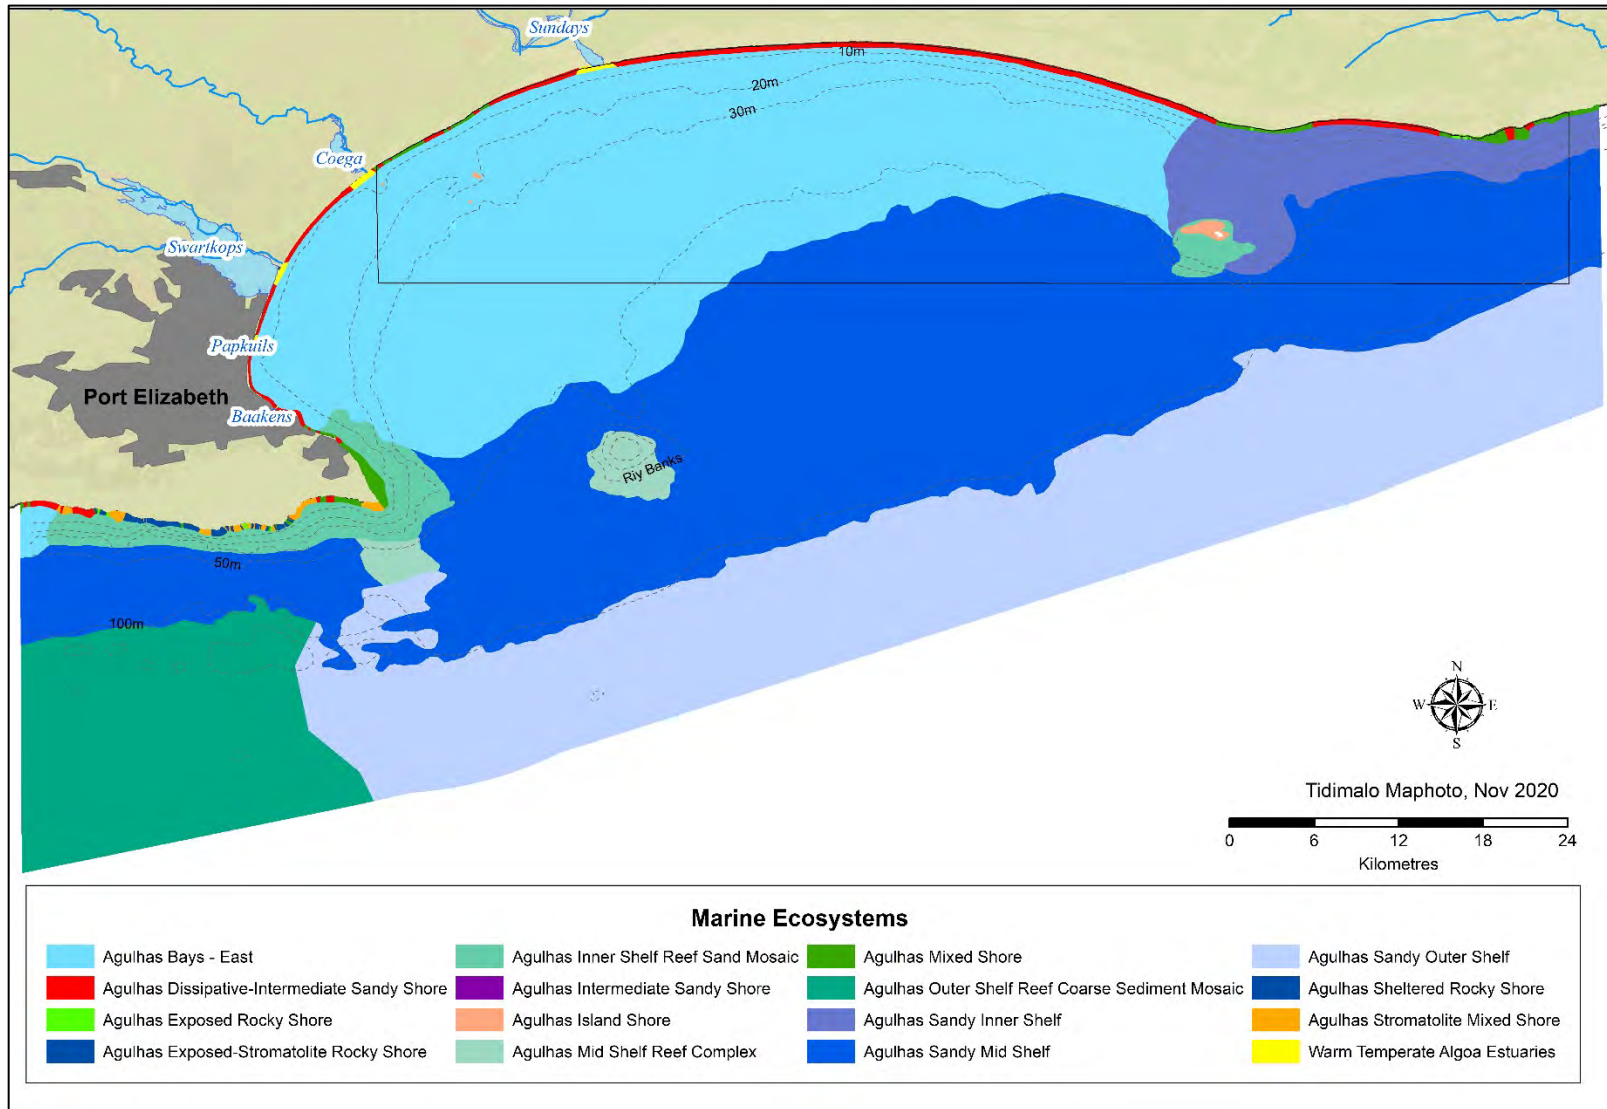 Sundays
10m
20m
30m
Coega
Swartkops
Papkuils
Port Elizabeth
Baakens
Riy Banks
50m
100m
N
W E
S
Tidimalo Maphoto, Nov 2020
0 6 12 18 24
Kilometres
Marine Ecosystems
Agulhas Bays - East
Agulhas Dissipative-Intermediate Sandy Shore
Agulhas Exposed Rocky Shore
Agulhas Exposed-Stromatolite Rocky Shore
Agulhas Inner Shelf Reef Sand Mosaic
Agulhas Intermediate Sandy Shore
Agulhas Island Shore
Agulhas Mid Shelf Reef Complex
Agulhas Mixed Shore
Agulhas Outer Shelf Reef Coarse Sediment Mosaic
Agulhas Sandy Inner Shelf
Agulhas Sandy Mid Shelf
Agulhas Sandy Outer Shelf
Agulhas Sheltered Rocky Shore
Agulhas Stromatolite Mixed Shore
Warm Temperate Algoa Estuaries